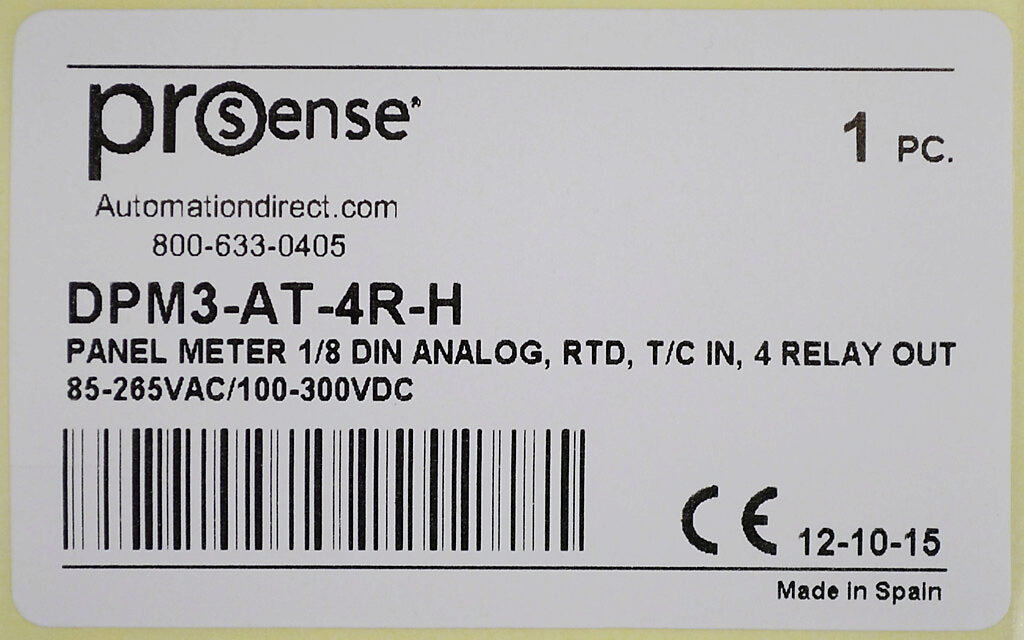 prosense®
1 PC.
Automationdirect.com
800-633-0405
DPM3-AT-4R-H
PANEL METER 1/8 DIN ANALOG, RTD, T/C IN, 4 RELAY OUT
85-265VAC/100-300VDC
CE 12-10-15
Made in Spain